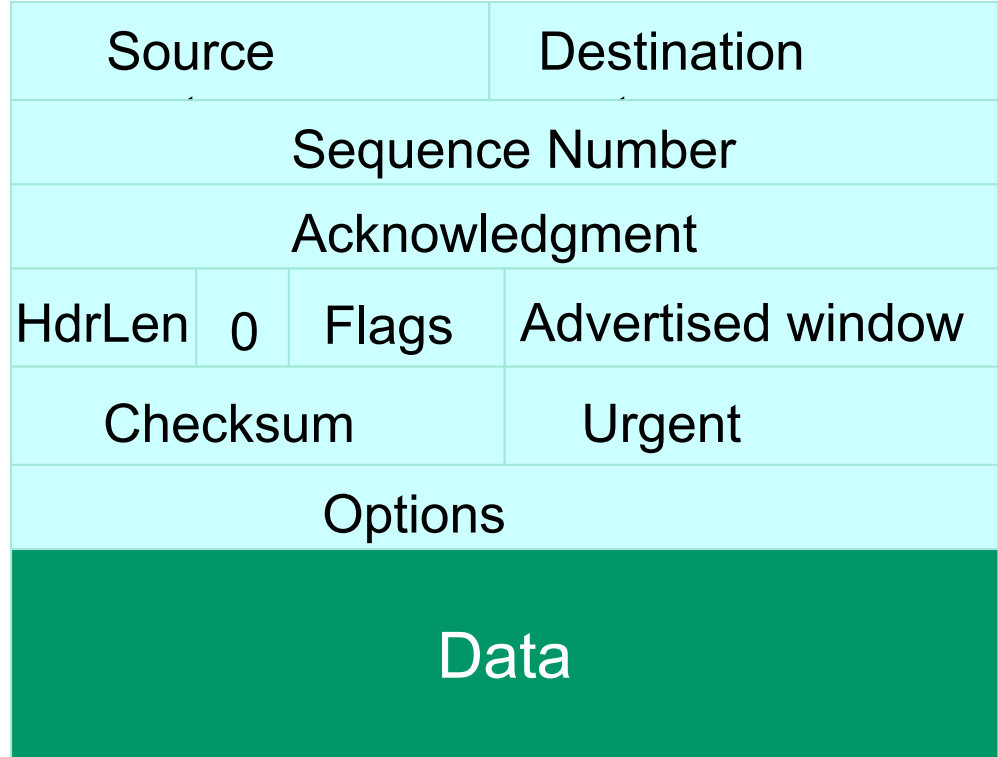 Source Destination
Sequence Number
Acknowledgment
HdrLen 0 Flags Advertised window
Checksum Urgent
Options
Data